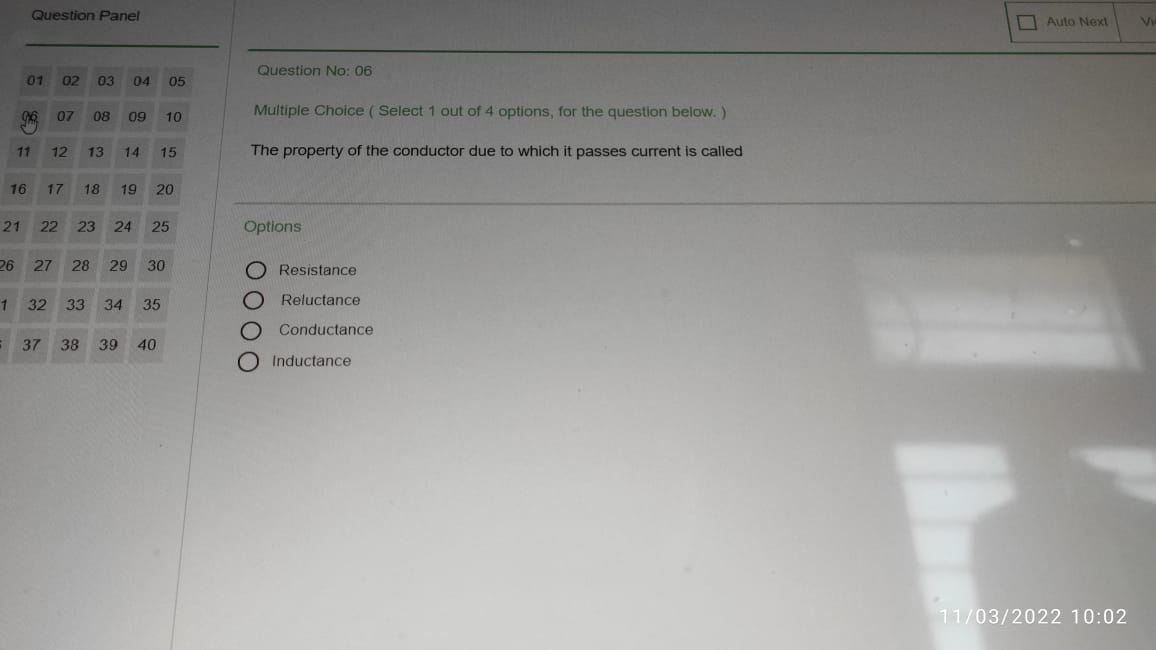 Question Panel
Auto Next
01 02 03 04 05
06 07 08 09 10
11 12 13 14 15
16 17 18 19 20
21 22 23 24 25
26 27 28 29 30
1 32 33 34 35
37 38 39 40
Question No: 06
Multiple Choice ( Select 1 out of 4 options, for the question below. )
The property of the conductor due to which it passes current is called
Options
Resistance
Reluctance
Conductance
Inductance
11/03/2022 10:02